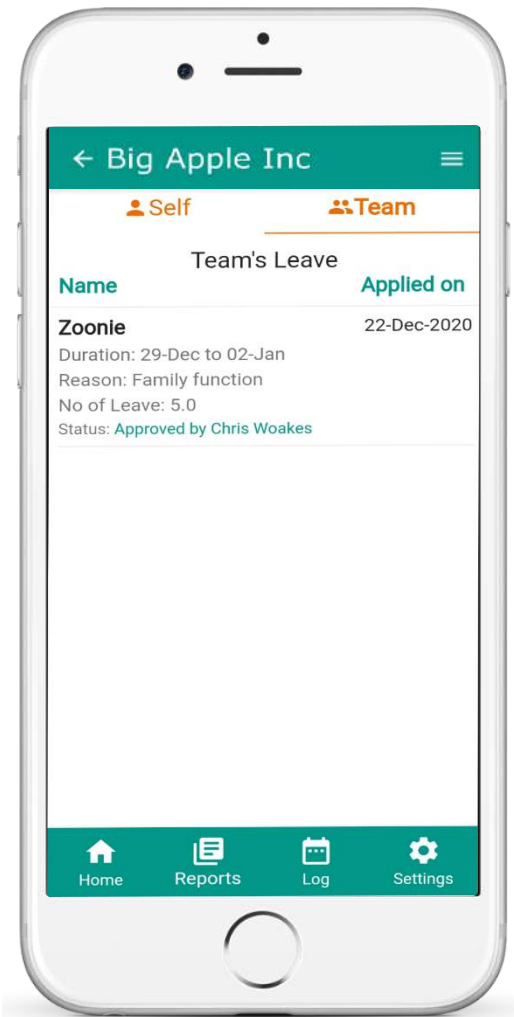 Big Apple Inc
Self Team
Team's Leave
Name Applied on
Zoonie 22-Dec-2020
Duration: 29-Dec to 02-Jan
Reason: Family function
No of Leave: 5.0
Status: Approved by Chris Woakes
Home Reports Log Settings